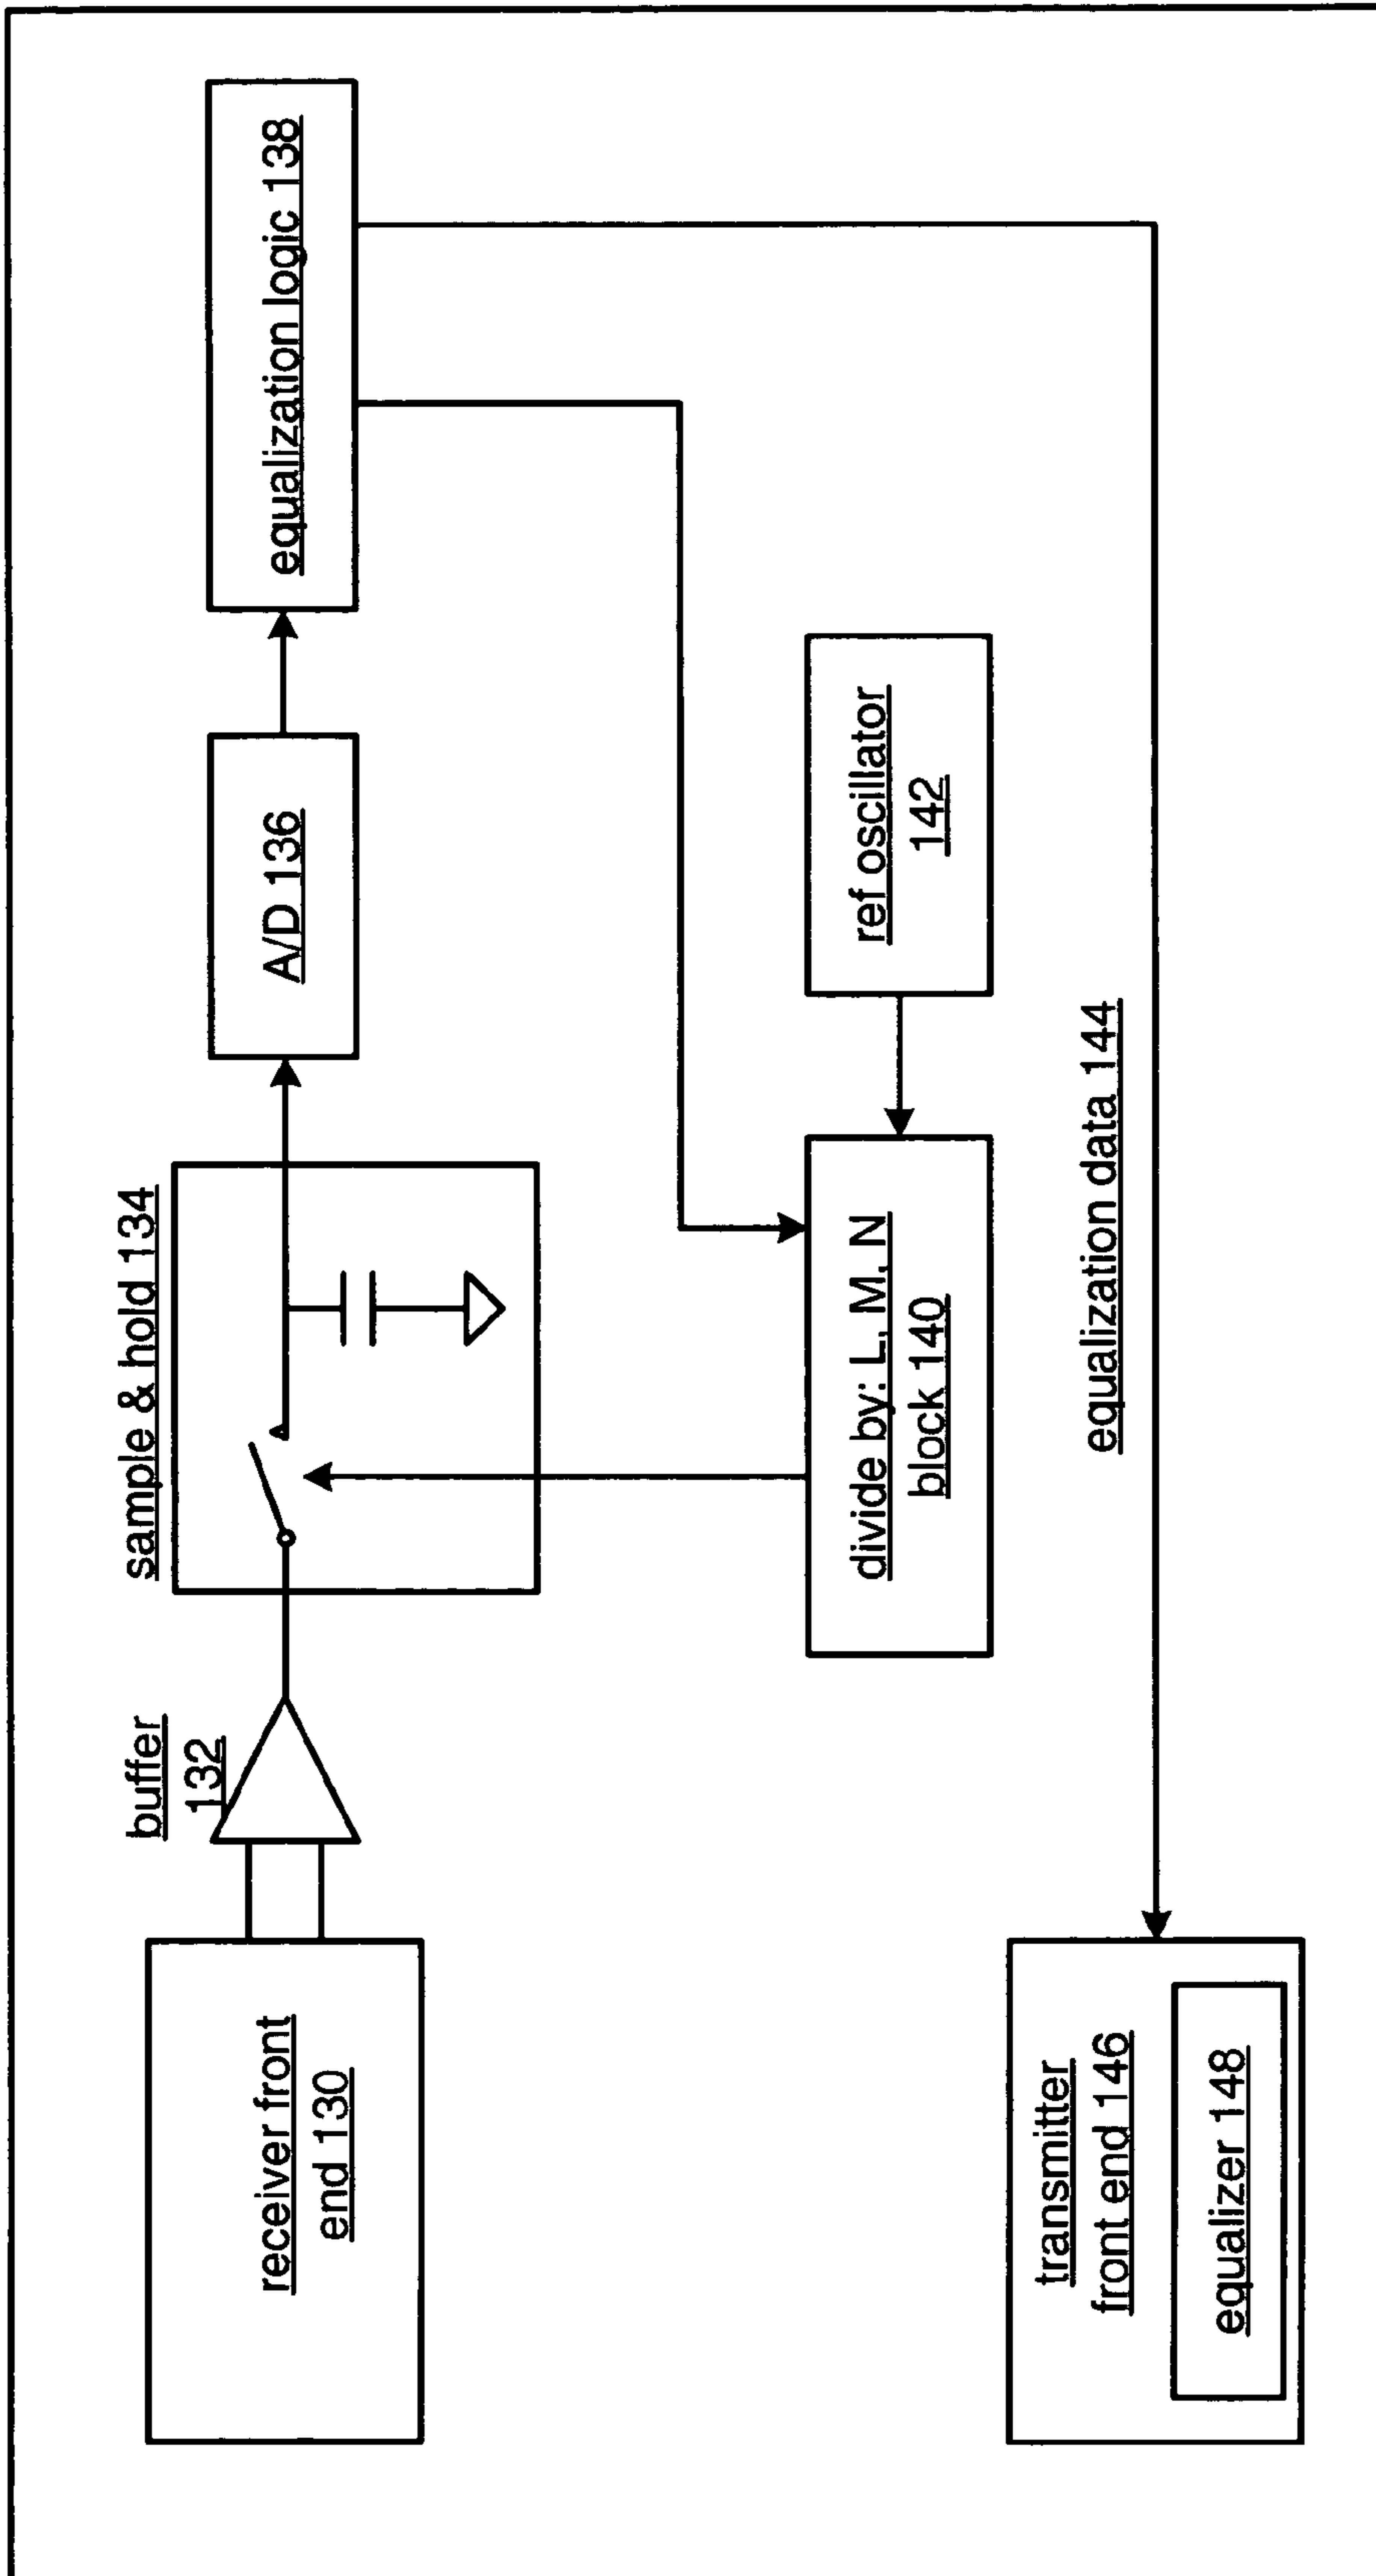 receiver front
end 130
buffer
132
sample & hold 134
A/D 136
equalization logic 138
divide by: L, M, N
block 140
ref oscillator
142
equalization data 144
transmitter
front end 146
equalizer 148